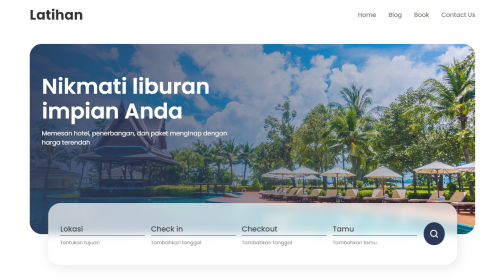 Latihan
Home Blog Book Contact Us
Nikmati liburan
impian Anda
Memesan hotel, penerbangan, dan paket menginap dengan
harga terendah
Lokasi Check in Checkout Tamu
Tentukan tujuan Tambahkan tanggal Tambahkan tanggal Tambahkan tamu